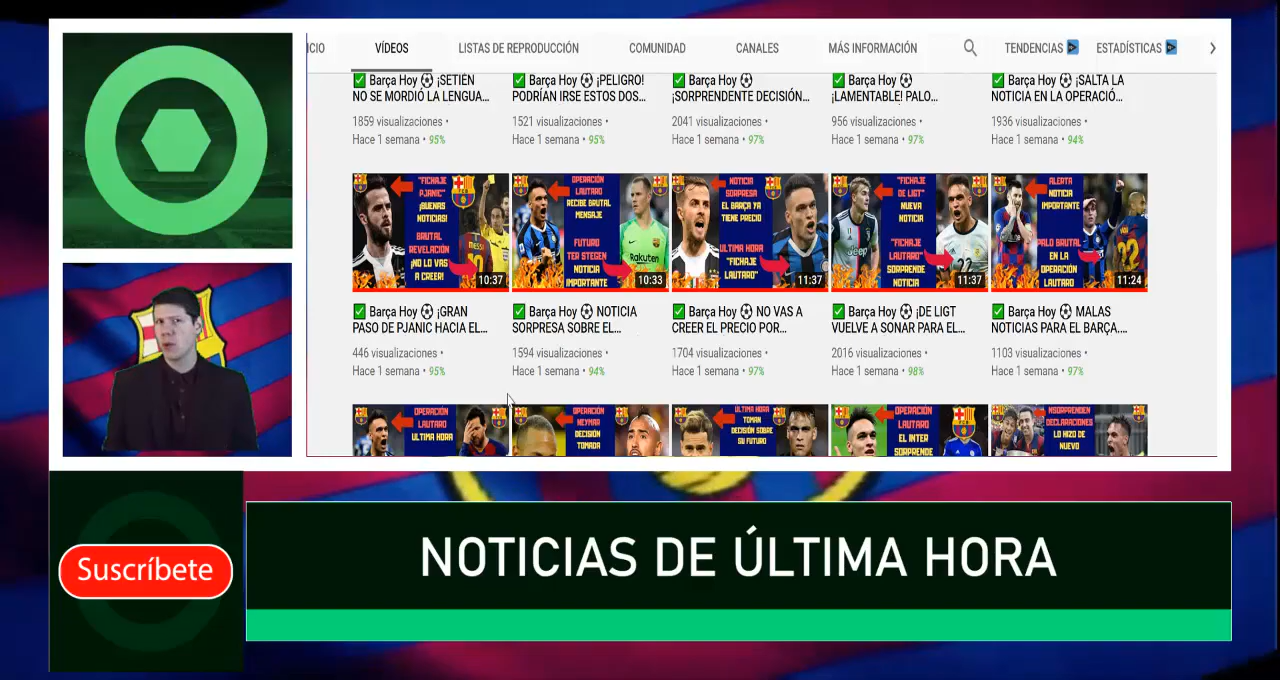 ICIO VÍDEOS LISTAS DE REPRODUCCIÓN COMUNIDAD CANALES MÁS INFORMACIÓN TENDENCIAS ESTADÍSTICAS
✅ Barça Hoy ⚽ ¡SETIÉN
NO SE MORDIÓ LA LENGUA...
1859 visualizaciones •
Hace 1 semana • 95%
✅ Barça Hoy ⚽ ¡PELIGRO!
PODRÍAN IRSE ESTOS DOS...
1521 visualizaciones •
Hace 1 semana • 95%
✅ Barça Hoy ⚽
¡SORPRENDENTE DECISIÓN...
2041 visualizaciones •
Hace 1 semana • 97%
✅ Barça Hoy ⚽
¡LAMENTABLE! PALO...
956 visualizaciones •
Hace 1 semana • 97%
✅ Barça Hoy ⚽ ¡SALTA LA
NOTICIA EN LA OPERACIÓ...
1936 visualizaciones •
Hace 1 semana • 94%
"FICHAJE
PJANIC"
¡BUENAS
NOTICIAS!
BRUTAL
REVELACIÓN
¡NO LO VAS
A CREER!
MESSI
10
10:37
✅ Barça Hoy ⚽ ¡GRAN
PASO DE PJANIC HACIA EL...
446 visualizaciones •
Hace 1 semana • 95%
OPERACIÓN
LAUTARO
RECIBE BRUTAL
MENSAJE
FUTURO
TER STEGEN
NOTICIA
IMPORTANTE
Rakuten
10:33
✅ Barça Hoy ⚽ NOTICIA
SORPRESA SOBRE EL...
1594 visualizaciones •
Hace 1 semana • 94%
NOTICIA
SORPRESA
EL BARÇA YA
TIENE PRECIO
ULTIMA HORA
"FICHAJE
LAUTARO"
11:37
✅ Barça Hoy ⚽ NO VAS A
CREER EL PRECIO POR...
1704 visualizaciones •
Hace 1 semana • 97%
"FICHAJE
DE LIGT"
NUEVA
NOTICIA
"FICHAJE
LAUTARO"
SORPRENDE
NOTICIA
Jeep
22
11:37
✅ Barça Hoy ⚽ ¡DE LIGT
VUELVE A SONAR PARA EL...
2016 visualizaciones •
Hace 1 semana • 98%
ALERTA
NOTICIA
IMPORTANTE
PALO BRUTAL
EN LA
OPERACIÓN
LAUTARO
22
11:24
✅ Barça Hoy ⚽ MALAS
NOTICIAS PARA EL BARÇA,...
1103 visualizaciones •
Hace 1 semana • 97%
OPERACIÓN
LAUTARO
ULTIMA HORA
OPERACIÓN
NEYMAR
DECISIÓN
TOMADA
ÚLTIMA HORA
TOMAN
DECISIÓN SOBRE
SU FUTURO
OPERACIÓN
LAUTARO
EL INTER
SORPRENDE
DECLARACIONES
LO HIZO DE
NUEVO
Suscríbete
NOTICIAS DE ÚLTIMA HORA